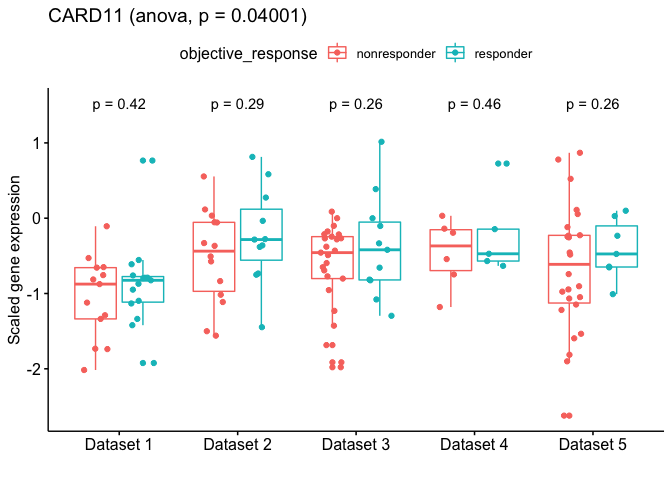 CARD11 (anova, p = 0.04001)
objective_response nonresponder responder
p = 0.42 p = 0.29 p = 0.26 p = 0.46 p = 0.26
Scaled gene expression
1
0
-1
-2
Dataset 1 Dataset 2 Dataset 3 Dataset 4 Dataset 5